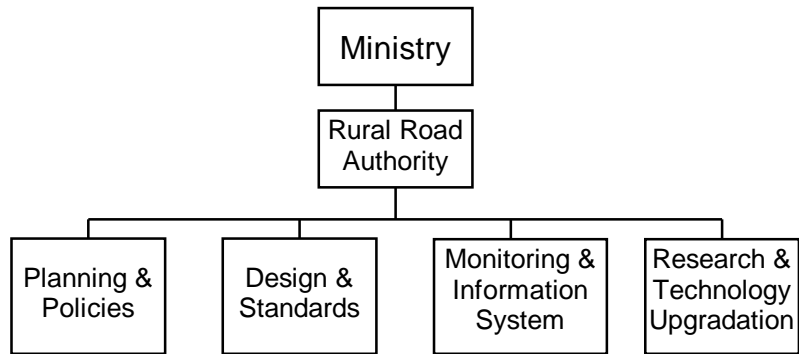 Ministry
Rural Road
Authority
Planning &
Policies
Design &
Standards
Monitoring &
Information
System
Research &
Technology
Upgradation